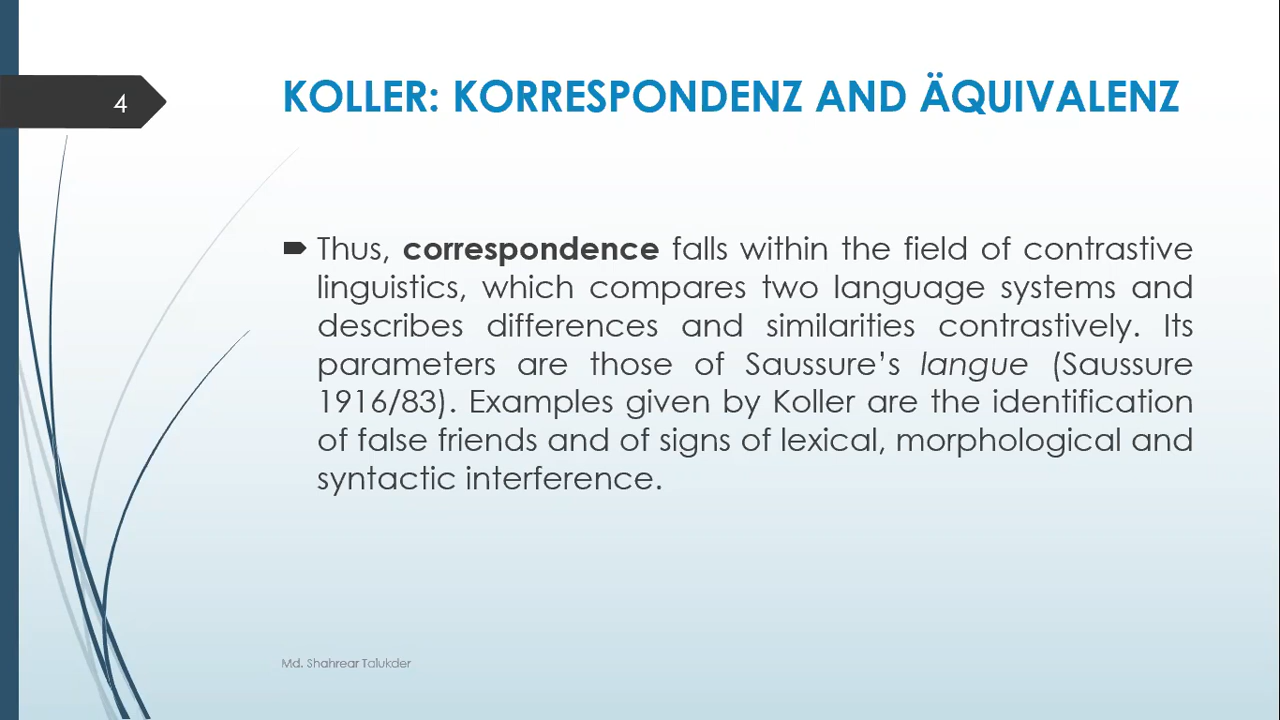 4
KOLLER: KORRESPONDENZ AND ÄQUIVALENZ
Thus, correspondence falls within the field of contrastive
linguistics, which compares two language systems and
describes differences and similarities contrastively. Its
parameters are those of Saussure’s langue (Saussure
1916/83). Examples given by Koller are the identification
of false friends and of signs of lexical, morphological and
syntactic interference.
Md. Shahrear Talukder